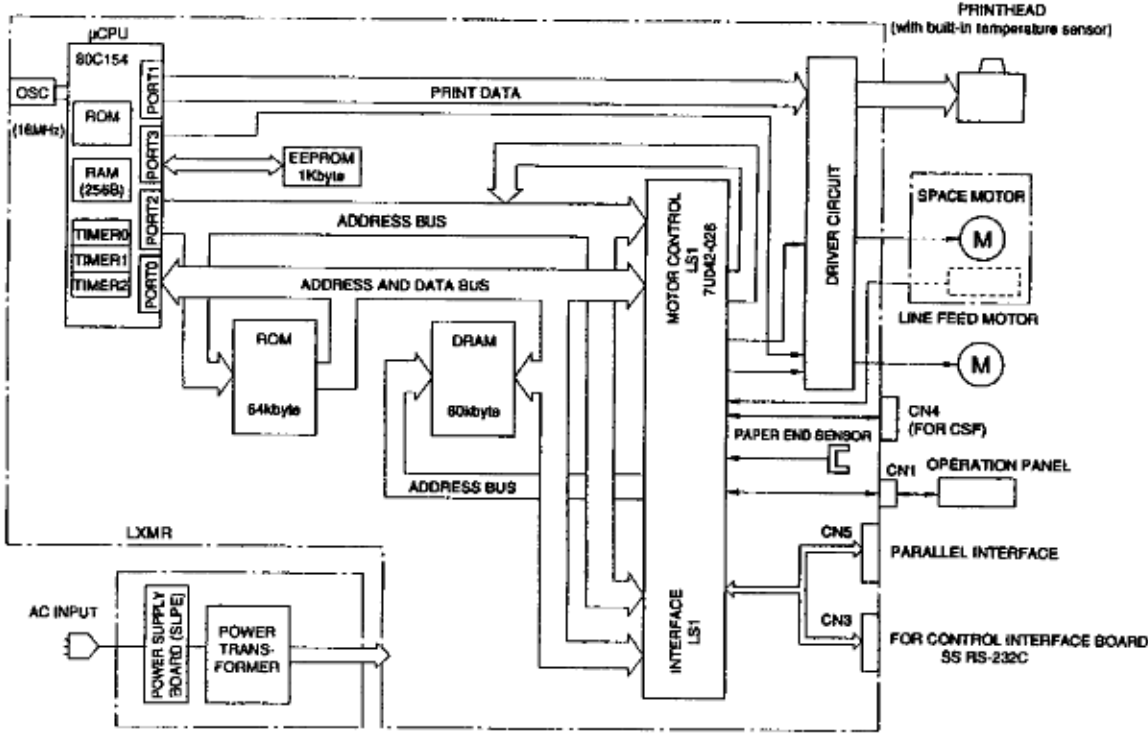 PRINTHEAD
(with built-in temperature sensor)
µCPU
80C154
OSC
(16MHz)
ROM
RAM
(256B)
TIMER0
TIMER1
TIMER2
PORT1
PORT3
PORT2
PORT0
PRINT DATA
EEPROM
1Kbyte
ADDRESS BUS
ADDRESS AND DATA BUS
ROM
64kbyte
DRAM
80kbyte
ADDRESS BUS
MOTOR CONTROL
LS1
7U042-026
INTERFACE
LS1
DRIVER CIRCUIT
SPACE MOTOR
M
LINE FEED MOTOR
M
CN4
(FOR CSF)
PAPER END SENSOR
CN1
OPERATION PANEL
CN5
PARALLEL INTERFACE
CN3
FOR CONTROL INTERFACE BOARD
SS RS-232C
LXMR
AC INPUT
POWER SUPPLY
BOARD (SLPE)
POWER
TRANS-
FORMER